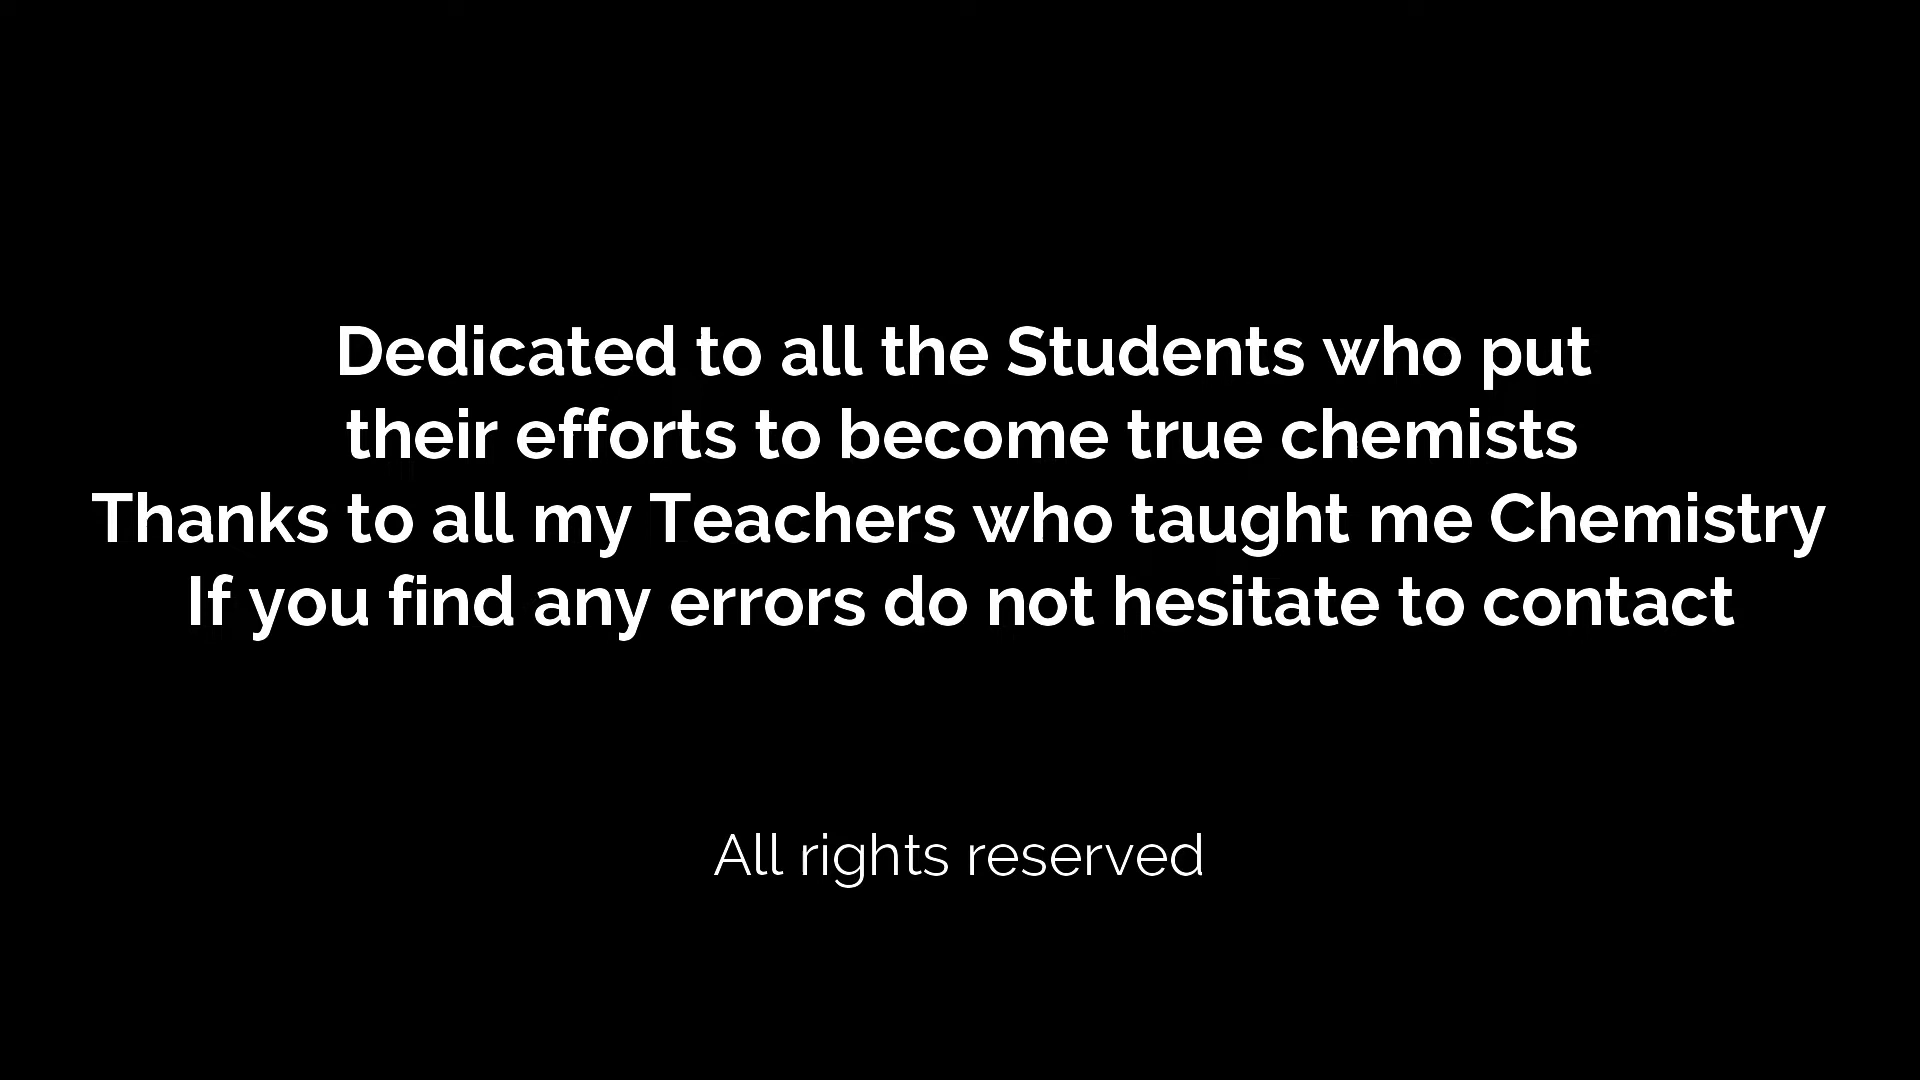 Dedicated to all the Students who put
their efforts to become true chemists
Thanks to all my Teachers who taught me Chemistry
If you find any errors do not hesitate to contact
All rights reserved